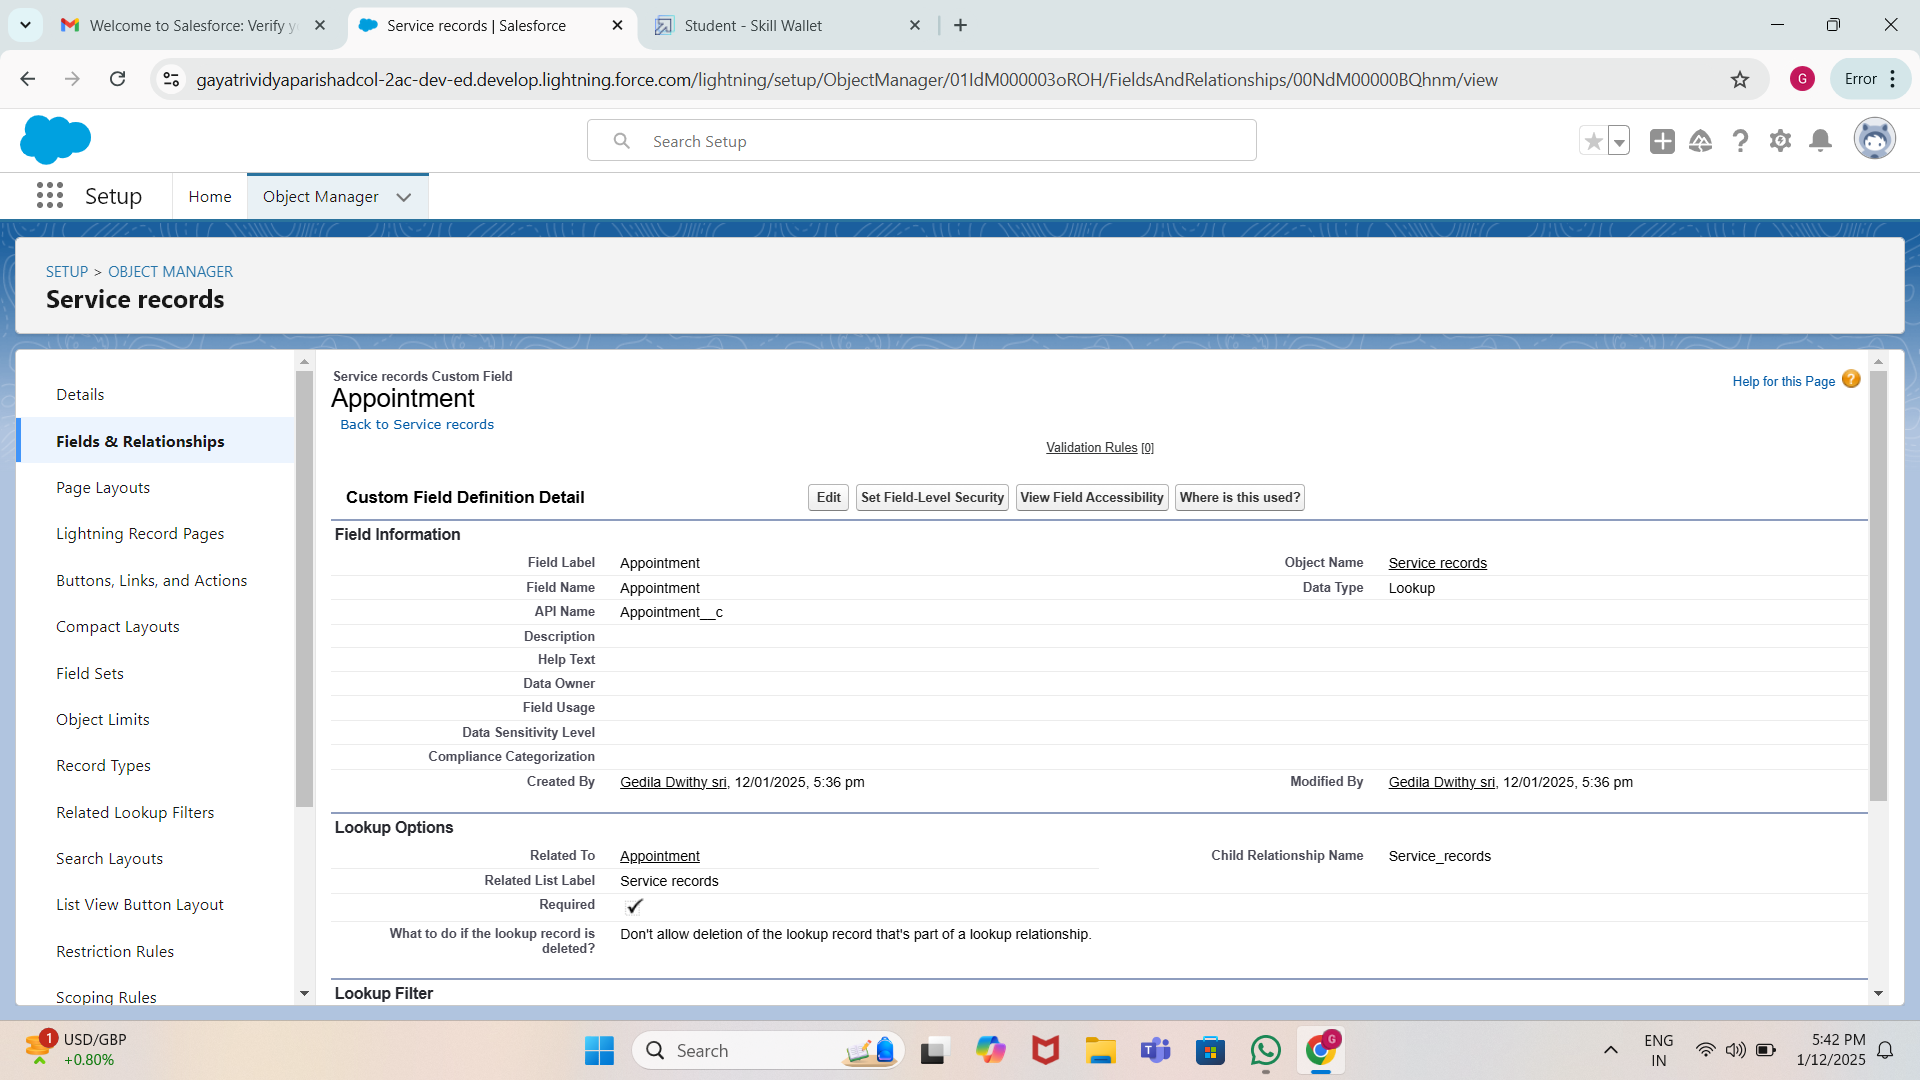 Welcome to Salesforce: Verify y
Service records | Salesforce
Student - Skill Wallet
gayatrividyaparishadcol-2ac-dev-ed.develop.lightning.force.com/lightning/setup/ObjectManager/01IdM000003oROH/FieldsAndRelationships/00NdM00000BQhnm/view
G
Error
Search Setup
Setup
Home
Object Manager
SETUP > OBJECT MANAGER
Service records
Details
Fields & Relationships
Page Layouts
Lightning Record Pages
Buttons, Links, and Actions
Compact Layouts
Field Sets
Object Limits
Record Types
Related Lookup Filters
Search Layouts
List View Button Layout
Restriction Rules
Scoping Rules
Service records Custom Field
Appointment
Back to Service records
Help for this Page
Validation Rules [0]
Custom Field Definition Detail
Edit
Set Field-Level Security
View Field Accessibility
Where is this used?
Field Information
Field Label Appointment
Object Name Service records
Field Name Appointment
Data Type Lookup
API Name Appointment__c
Description
Help Text
Data Owner
Field Usage
Data Sensitivity Level
Compliance Categorization
Created By Gedila Dwithy sri, 12/01/2025, 5:36 pm
Modified By Gedila Dwithy sri, 12/01/2025, 5:36 pm
Lookup Options
Related To Appointment
Child Relationship Name Service_records
Related List Label Service records
Required
What to do if the lookup record is
deleted?
Don't allow deletion of the lookup record that's part of a lookup relationship.
Lookup Filter
1
USD/GBP
+0.80%
Search
G
ENG
IN
5:42 PM
1/12/2025